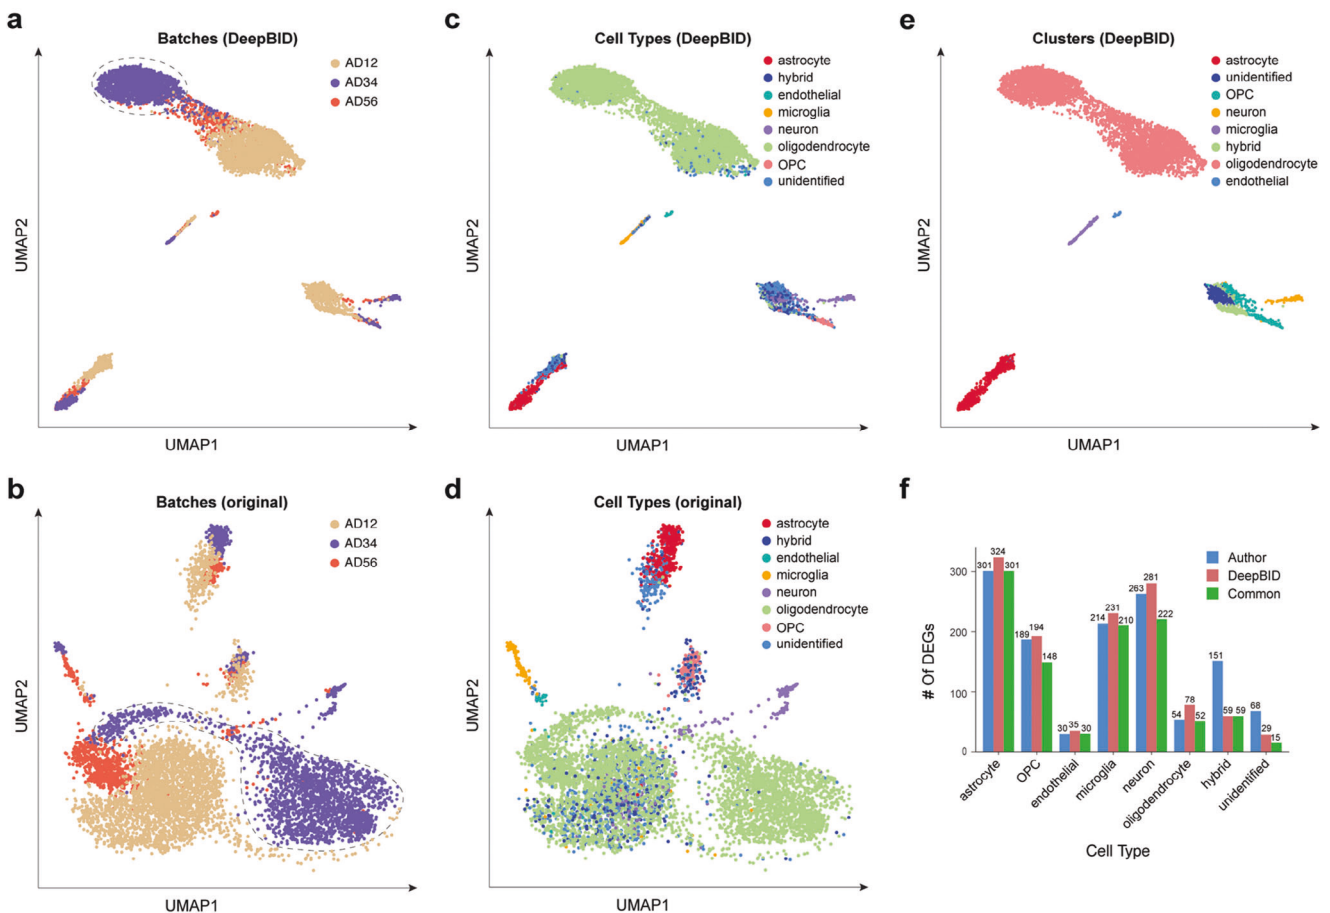 a
Batches (DeepBID)
AD12
AD34
AD56
UMAP2
UMAP1
c
Cell Types (DeepBID)
astrocyte
hybrid
endothelial
microglia
neuron
oligodendrocyte
OPC
unidentified
UMAP2
UMAP1
e
Clusters (DeepBID)
astrocyte
unidentified
OPC
neuron
microglia
hybrid
oligodendrocyte
endothelial
UMAP2
UMAP1
b
Batches (original)
AD12
AD34
AD56
UMAP2
UMAP1
d
Cell Types (original)
astrocyte
hybrid
endothelial
microglia
neuron
oligodendrocyte
OPC
unidentified
UMAP2
UMAP1
f
Author
DeepBID
Common
# Of DEGs
300
200
100
0
301 324 301
189 194 148
30 35 30
214 231 210
263 281 222
54 78 52
151 59 59
68 29 15
astrocyte
OPC
endothelial
microglia
neuron
oligodendrocyte
hybrid
unidentified
Cell Type